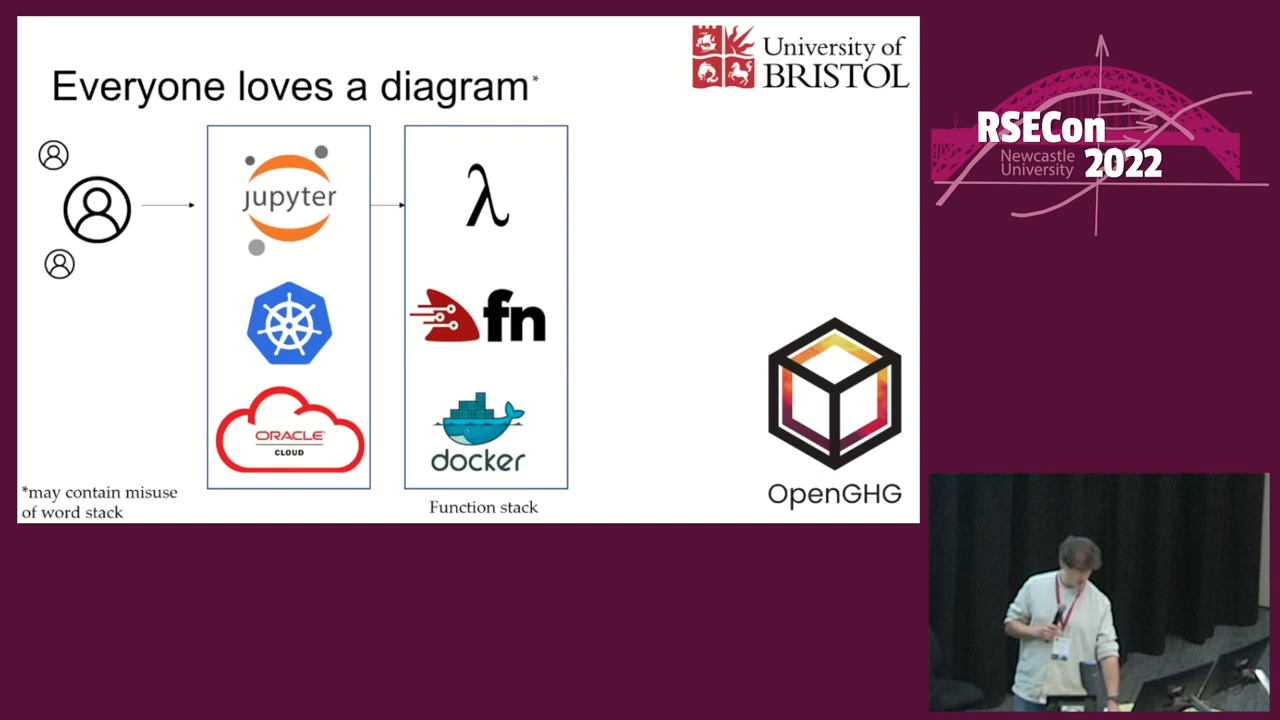 Everyone loves a diagram*
University of
BRISTOL
jupyter
λ
fn
ORACLE
CLOUD
docker
*may contain misuse
of word stack
Function stack
OpenGHG
RSECon
Newcastle
University
2022